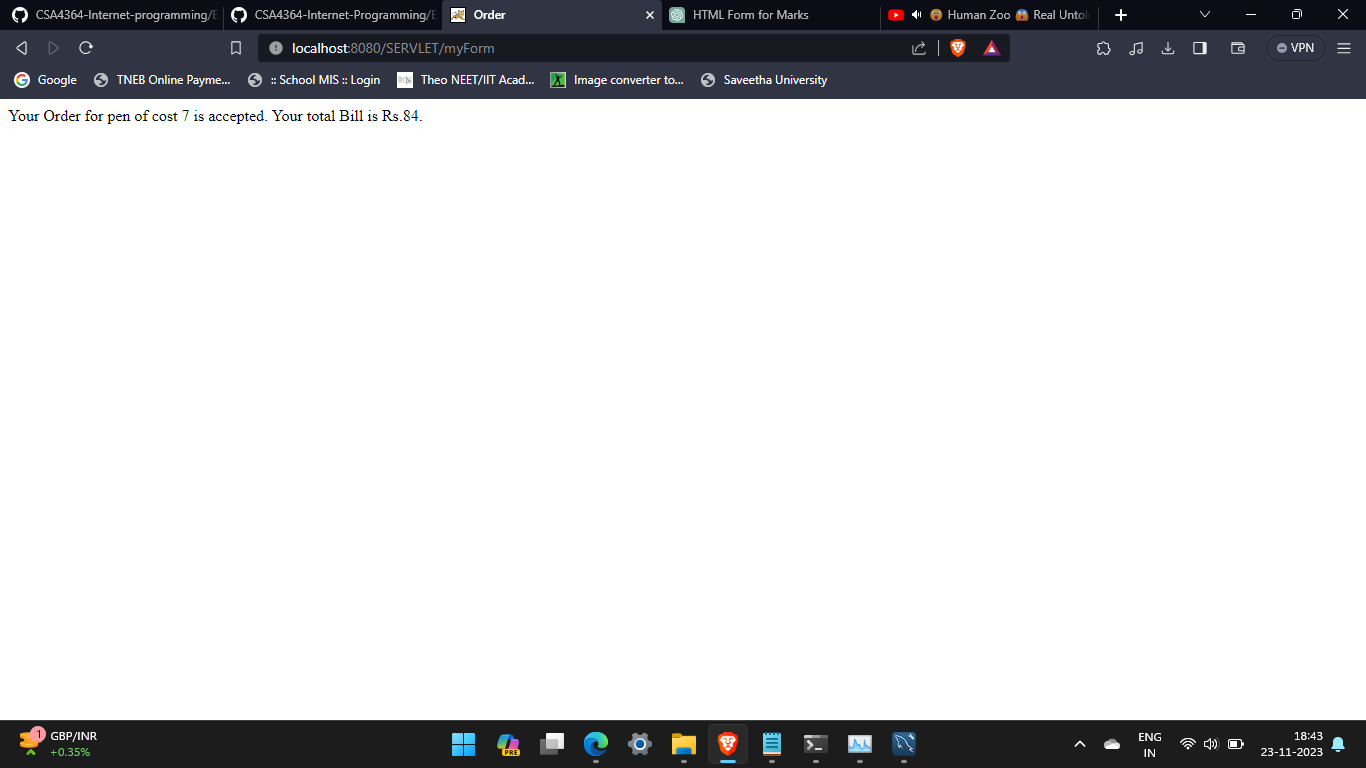 CSA4364-Internet-programming/E
CSA4364-Internet-Programming/E
Order
HTML Form for Marks
Human Zoo 😱 Real Untol
localhost:8080/SERVLET/myForm
VPN
Google
TNEB Online Payme...
:: School MIS :: Login
Theo NEET/IIT Acad...
Image converter to...
Saveetha University
Your Order for pen of cost 7 is accepted. Your total Bill is Rs.84.
1
GBP/INR
+0.35%
PRE
ENG
IN
18:43
23-11-2023